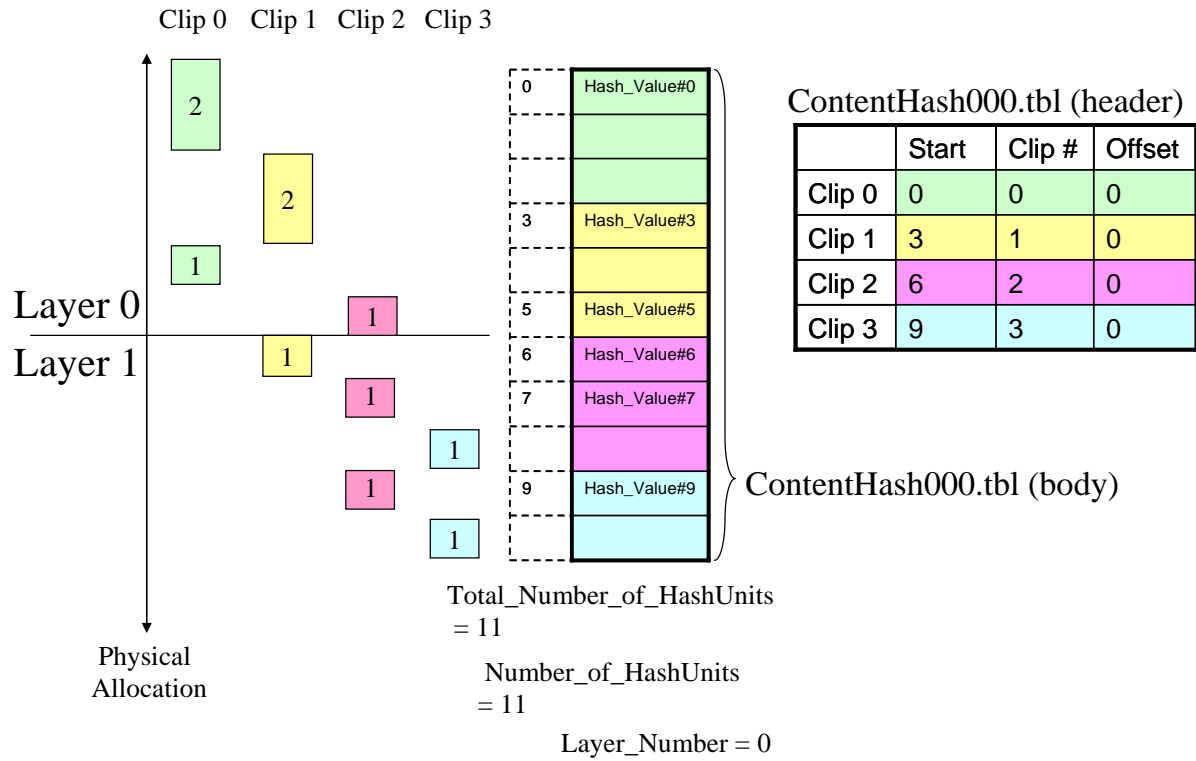 Clip 0 Clip 1 Clip 2 Clip 3
2
2
1
Layer 0
1
Layer 1
1
1
1
1
1
Physical
Allocation
0 Hash_Value#0
3 Hash_Value#3
5 Hash_Value#5
6 Hash_Value#6
7 Hash_Value#7
9 Hash_Value#9
ContentHash000.tbl (body)
Total_Number_of_HashUnits
= 11
Number_of_HashUnits
= 11
Layer_Number = 0
ContentHash000.tbl (header)
Start Clip # Offset
Clip 0 0 0 0
Clip 1 3 1 0
Clip 2 6 2 0
Clip 3 9 3 0